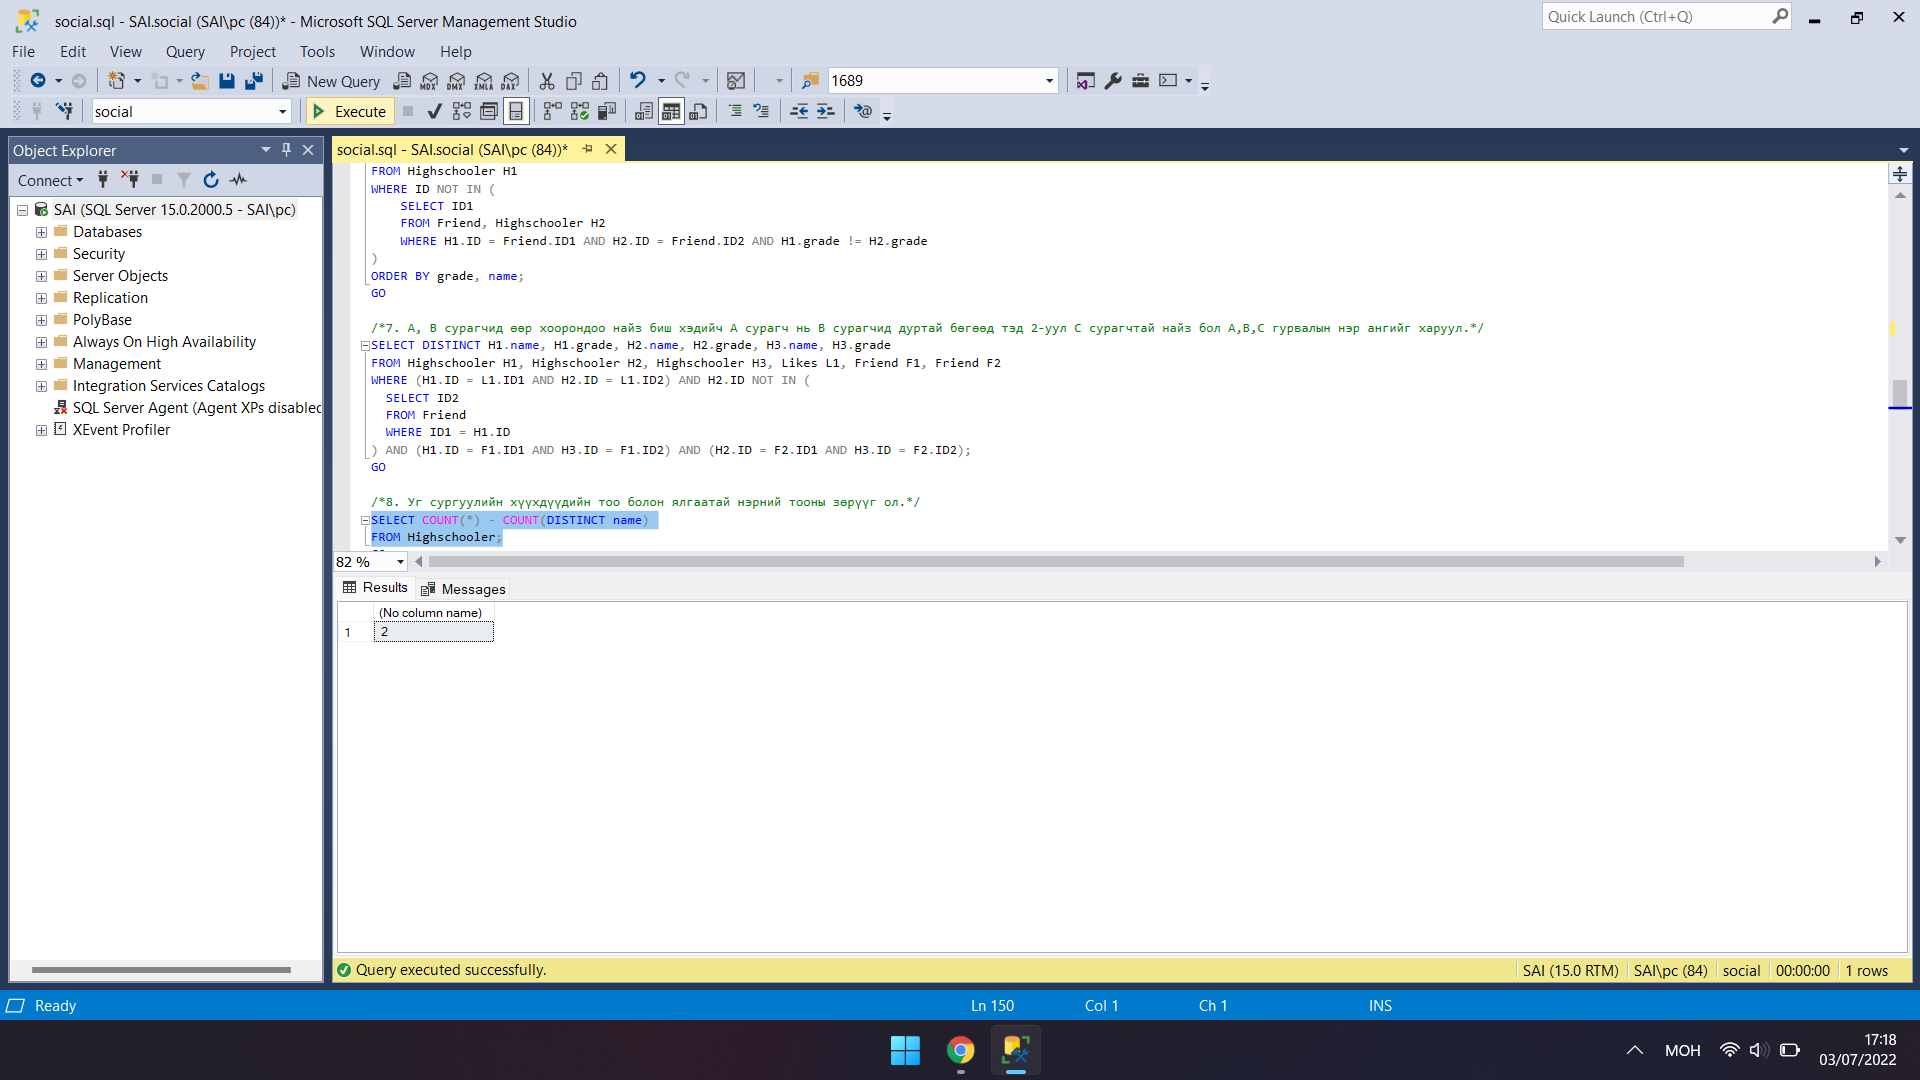 social.sql - SAI.social (SAI\pc (84))* - Microsoft SQL Server Management Studio
Quick Launch (Ctrl+Q)
File Edit View Query Project Tools Window Help
New Query MDX DMX XMLA DAX 1689
social Execute
Object Explorer
social.sql - SAI.social (SAI\pc (84))*
Connect
SAI (SQL Server 15.0.2000.5 - SAI\pc)
Databases
Security
Server Objects
Replication
PolyBase
Always On High Availability
Management
Integration Services Catalogs
SQL Server Agent (Agent XPs disabled
XEvent Profiler
FROM Highschooler H1
WHERE ID NOT IN (
SELECT ID1
FROM Friend, Highschooler H2
WHERE H1.ID = Friend.ID1 AND H2.ID = Friend.ID2 AND H1.grade != H2.grade
)
ORDER BY grade, name;
GO
/*7. А, В сурагчид өөр хоорондоо найз биш хэдийч А сурагч нь В сурагчид дуртай бөгөөд тэд 2-уул С сурагчтай найз бол А,В,С гурвалын нэр ангийг харуул.*/
SELECT DISTINCT H1.name, H1.grade, H2.name, H2.grade, H3.name, H3.grade
FROM Highschooler H1, Highschooler H2, Highschooler H3, Likes L1, Friend F1, Friend F2
WHERE (H1.ID = L1.ID1 AND H2.ID = L1.ID2) AND H2.ID NOT IN (
SELECT ID2
FROM Friend
WHERE ID1 = H1.ID
) AND (H1.ID = F1.ID1 AND H3.ID = F1.ID2) AND (H2.ID = F2.ID1 AND H3.ID = F2.ID2);
GO
/*8. Уг сургуулийн хүүхдүүдийн тоо болон ялгаатай нэрний тооны зөрүүг ол.*/
SELECT COUNT(*) - COUNT(DISTINCT name)
FROM Highschooler;
82 %
Results Messages
(No column name)
1 2
Query executed successfully.
SAI (15.0 RTM) SAI\pc (84) social 00:00:00 1 rows
Ready Ln 150 Col 1 Ch 1 INS
МОН
17:18
03/07/2022